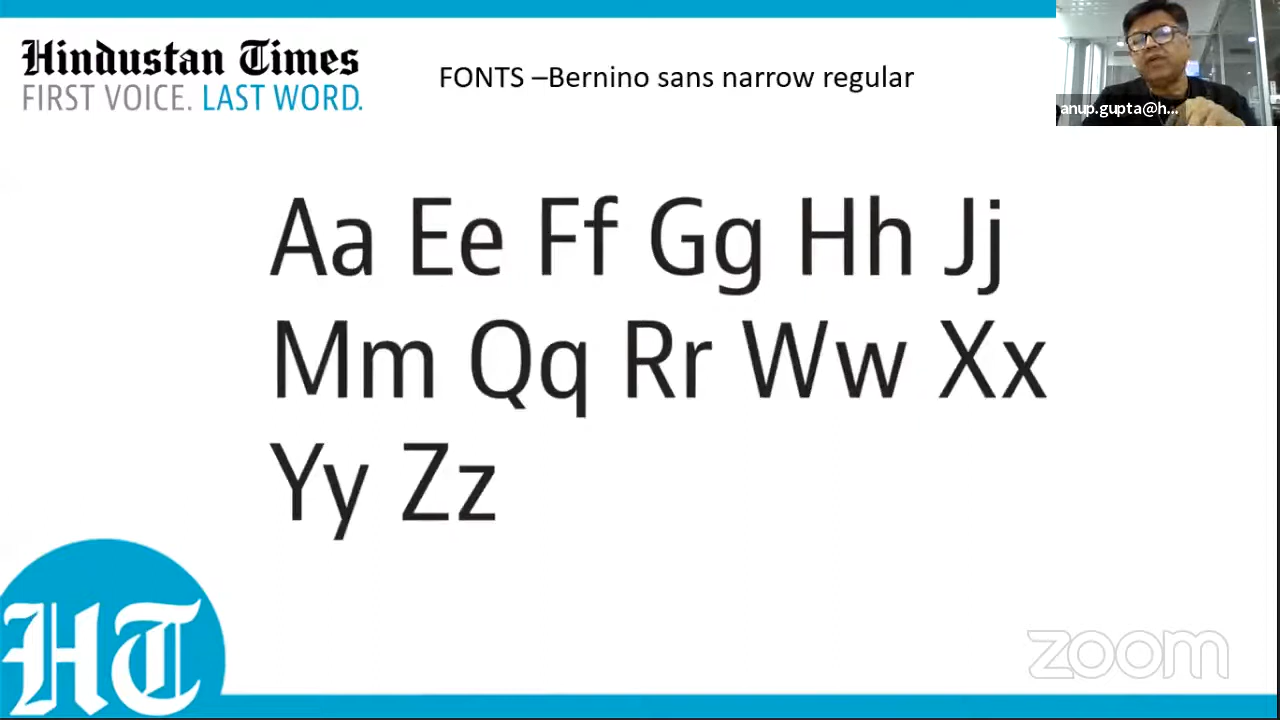 Hindustan Times
FIRST VOICE. LAST WORD.
FONTS –Bernino sans narrow regular
anup.gupta@h...
Aa Ee Ff Gg Hh Jj
Mm Qq Rr Ww Xx
Yy Zz
HT
zoom